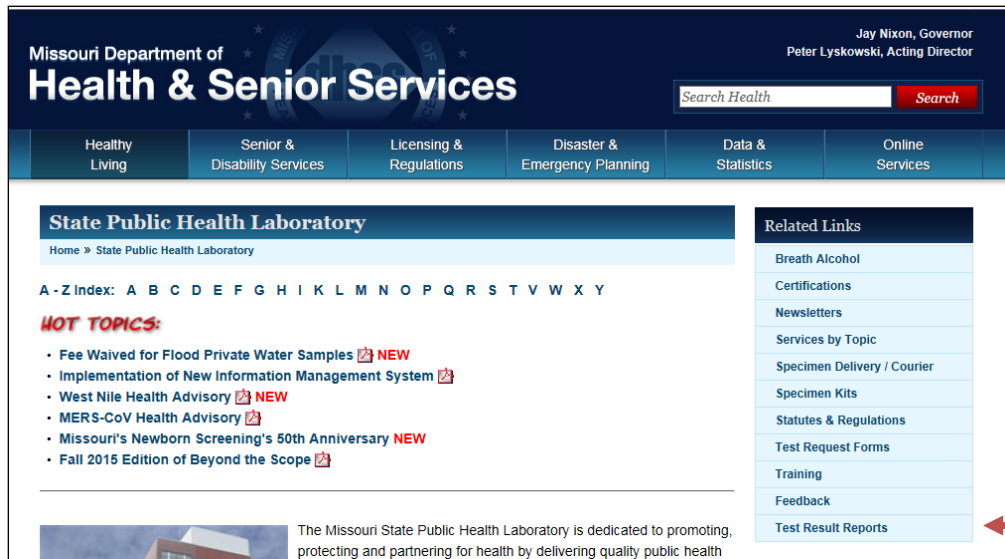 Jay Nixon, Governor
Peter Lyskowski, Acting Director
Missouri Department of
Health & Senior Services
Search Health
Search
Healthy Living
Senior & Disability Services
Licensing & Regulations
Disaster & Emergency Planning
Data & Statistics
Online Services
State Public Health Laboratory
Home » State Public Health Laboratory
A - Z Index: A B C D E F G H I K L M N O P Q R S T V W X Y
HOT TOPICS:
• Fee Waived for Flood Private Water Samples NEW
• Implementation of New Information Management System
• West Nile Health Advisory NEW
• MERS-CoV Health Advisory
• Missouri's Newborn Screening's 50th Anniversary NEW
• Fall 2015 Edition of Beyond the Scope
The Missouri State Public Health Laboratory is dedicated to promoting,
protecting and partnering for health by delivering quality public health
Related Links
Breath Alcohol
Certifications
Newsletters
Services by Topic
Specimen Delivery / Courier
Specimen Kits
Statutes & Regulations
Test Request Forms
Training
Feedback
Test Result Reports